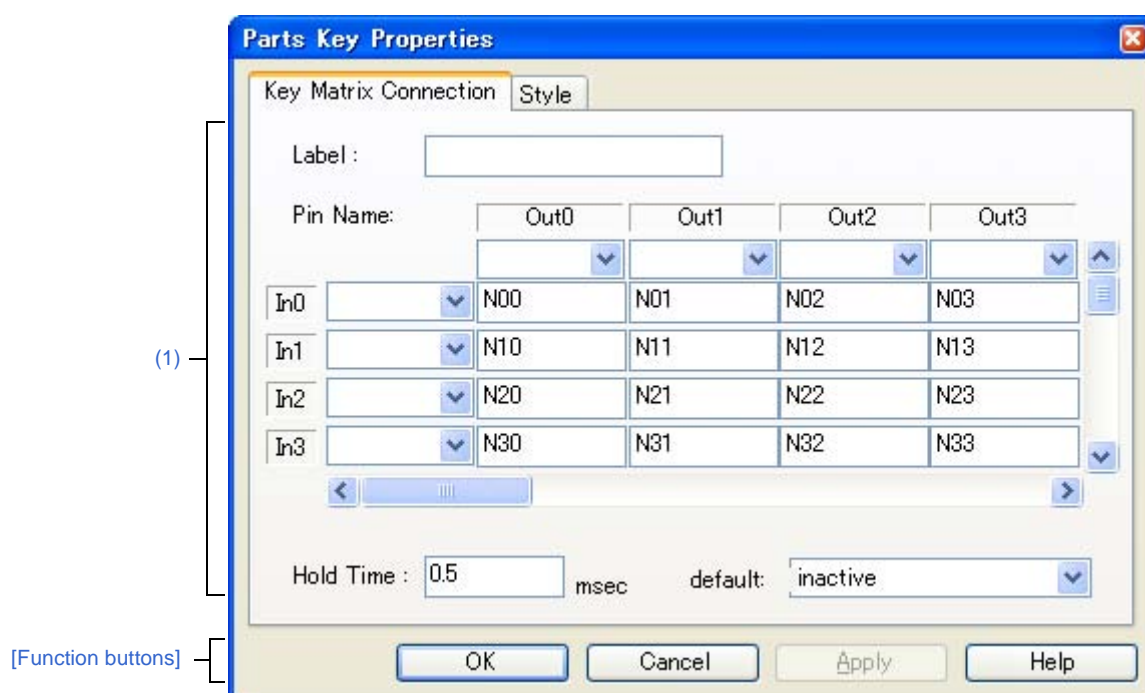 Parts Key Properties
Key Matrix Connection Style
Label :
Pin Name: Out0 Out1 Out2 Out3
In0 N00 N01 N02 N03
(1)
In1 N10 N11 N12 N13
In2 N20 N21 N22 N23
In3 N30 N31 N32 N33
Hold Time : 0.5 msec default: inactive
[Function buttons] OK Cancel Apply Help